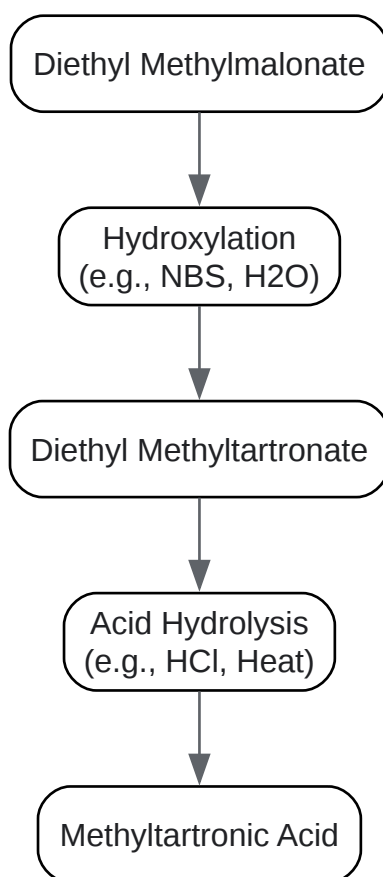 Diethyl Methylmalonate
Hydroxylation
(e.g., NBS, H2O)
Diethyl Methyltartronate
Acid Hydrolysis
(e.g., HCl, Heat)
Methyltartronic Acid